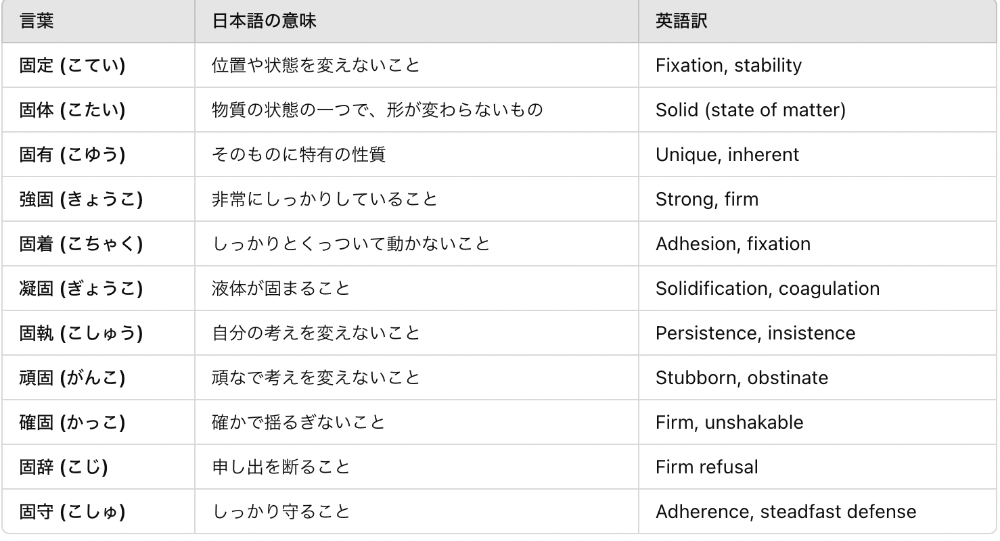 言葉 日本語の意味 英語訳
固定 (こてい) 位置や状態を変えないこと Fixation, stability
固体 (こたい) 物質の状態の一つで、形が変わらないもの Solid (state of matter)
固有 (こゆう) そのものに特有の性質 Unique, inherent
強固 (きょうこ) 非常にしっかりしていること Strong, firm
固着 (こちゃく) しっかりとくっついて動かないこと Adhesion, fixation
凝固 (ぎょうこ) 液体が固まること Solidification, coagulation
固執 (こしゅう) 自分の考えを変えないこと Persistence, insistence
頑固 (がんこ) 頑なで考えを変えないこと Stubborn, obstinate
確固 (かっこ) 確かで揺るぎないこと Firm, unshakable
固辞 (こじ) 申し出を断ること Firm refusal
固守 (こしゅ) しっかり守ること Adherence, steadfast defense